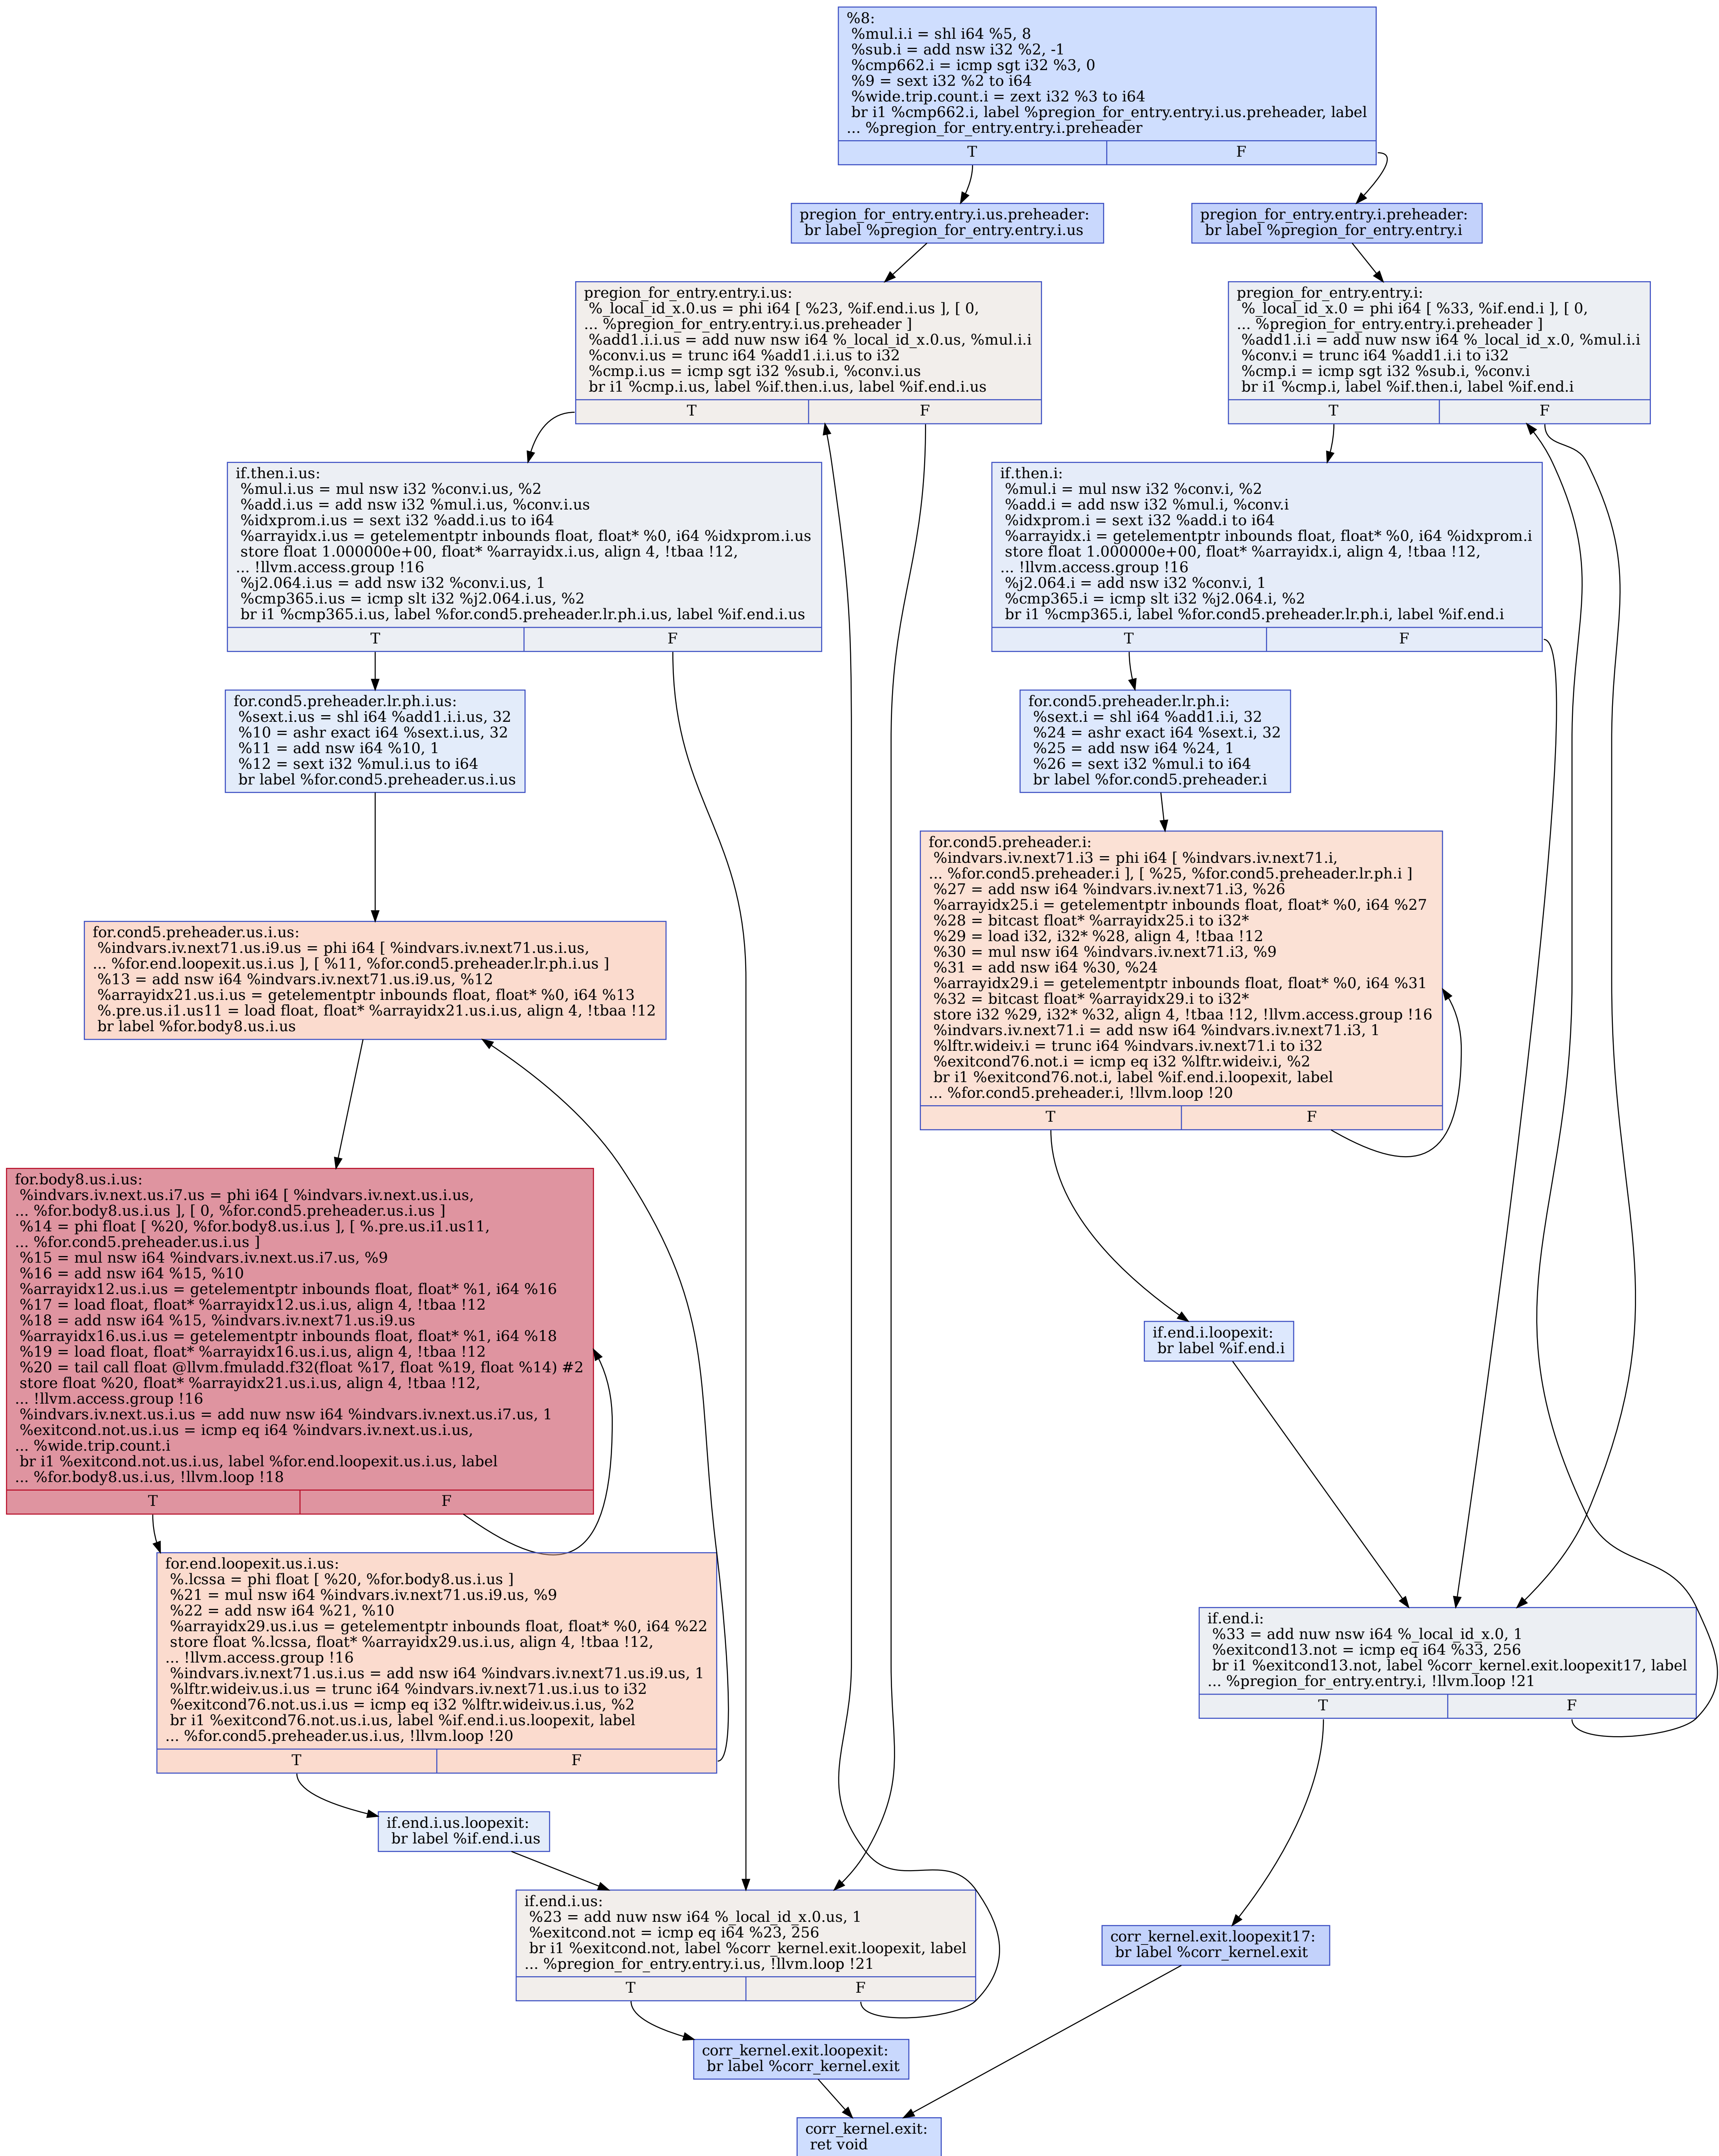 %8:
%mul.i.i = shl i64 %5, 8
%sub.i = add nsw i32 %2, -1
%cmp662.i = icmp sgt i32 %3, 0
%9 = sext i32 %2 to i64
%wide.trip.count.i = zext i32 %3 to i64
br i1 %cmp662.i, label %pregion_for_entry.entry.i.us.preheader, label
... %pregion_for_entry.entry.i.preheader
T F
pregion_for_entry.entry.i.us.preheader:
br label %pregion_for_entry.entry.i.us
pregion_for_entry.entry.i.preheader:
br label %pregion_for_entry.entry.i
pregion_for_entry.entry.i.us:
%_local_id_x.0.us = phi i64 [ %23, %if.end.i.us ], [ 0,
... %pregion_for_entry.entry.i.us.preheader ]
%add1.i.i.us = add nuw nsw i64 %_local_id_x.0.us, %mul.i.i
%conv.i.us = trunc i64 %add1.i.i.us to i32
%cmp.i.us = icmp sgt i32 %sub.i, %conv.i.us
br i1 %cmp.i.us, label %if.then.i.us, label %if.end.i.us
T F
pregion_for_entry.entry.i:
%_local_id_x.0 = phi i64 [ %33, %if.end.i ], [ 0,
... %pregion_for_entry.entry.i.preheader ]
%add1.i.i = add nuw nsw i64 %_local_id_x.0, %mul.i.i
%conv.i = trunc i64 %add1.i.i to i32
%cmp.i = icmp sgt i32 %sub.i, %conv.i
br i1 %cmp.i, label %if.then.i, label %if.end.i
T F
if.then.i.us:
%mul.i.us = mul nsw i32 %conv.i.us, %2
%add.i.us = add nsw i32 %mul.i.us, %conv.i.us
%idxprom.i.us = sext i32 %add.i.us to i64
%arrayidx.i.us = getelementptr inbounds float, float* %0, i64 %idxprom.i.us
store float 1.000000e+00, float* %arrayidx.i.us, align 4, !tbaa !12,
... !llvm.access.group !16
%j2.064.i.us = add nsw i32 %conv.i.us, 1
%cmp365.i.us = icmp slt i32 %j2.064.i.us, %2
br i1 %cmp365.i.us, label %for.cond5.preheader.lr.ph.i.us, label %if.end.i.us
T F
if.then.i:
%mul.i = mul nsw i32 %conv.i, %2
%add.i = add nsw i32 %mul.i, %conv.i
%idxprom.i = sext i32 %add.i to i64
%arrayidx.i = getelementptr inbounds float, float* %0, i64 %idxprom.i
store float 1.000000e+00, float* %arrayidx.i, align 4, !tbaa !12,
... !llvm.access.group !16
%j2.064.i = add nsw i32 %conv.i, 1
%cmp365.i = icmp slt i32 %j2.064.i, %2
br i1 %cmp365.i, label %for.cond5.preheader.lr.ph.i, label %if.end.i
T F
for.cond5.preheader.lr.ph.i.us:
%sext.i.us = shl i64 %add1.i.i.us, 32
%10 = ashr exact i64 %sext.i.us, 32
%11 = add nsw i64 %10, 1
%12 = sext i32 %mul.i.us to i64
br label %for.cond5.preheader.us.i.us
for.cond5.preheader.lr.ph.i:
%sext.i = shl i64 %add1.i.i, 32
%24 = ashr exact i64 %sext.i, 32
%25 = add nsw i64 %24, 1
%26 = sext i32 %mul.i to i64
br label %for.cond5.preheader.i
for.cond5.preheader.i:
%indvars.iv.next71.i3 = phi i64 [ %indvars.iv.next71.i,
... %for.cond5.preheader.i ], [ %25, %for.cond5.preheader.lr.ph.i ]
%27 = add nsw i64 %indvars.iv.next71.i3, %26
%arrayidx25.i = getelementptr inbounds float, float* %0, i64 %27
%28 = bitcast float* %arrayidx25.i to i32*
%29 = load i32, i32* %28, align 4, !tbaa !12
%30 = mul nsw i64 %indvars.iv.next71.i3, %9
%31 = add nsw i64 %30, %24
%arrayidx29.i = getelementptr inbounds float, float* %0, i64 %31
%32 = bitcast float* %arrayidx29.i to i32*
store i32 %29, i32* %32, align 4, !tbaa !12, !llvm.access.group !16
%indvars.iv.next71.i = add nsw i64 %indvars.iv.next71.i3, 1
%lftr.wideiv.i = trunc i64 %indvars.iv.next71.i to i32
%exitcond76.not.i = icmp eq i32 %lftr.wideiv.i, %2
br i1 %exitcond76.not.i, label %if.end.i.loopexit, label
... %for.cond5.preheader.i, !llvm.loop !20
T F
for.cond5.preheader.us.i.us:
%indvars.iv.next71.us.i9.us = phi i64 [ %indvars.iv.next71.us.i.us,
... %for.end.loopexit.us.i.us ], [ %11, %for.cond5.preheader.lr.ph.i.us ]
%13 = add nsw i64 %indvars.iv.next71.us.i9.us, %12
%arrayidx21.us.i.us = getelementptr inbounds float, float* %0, i64 %13
%.pre.us.i1.us11 = load float, float* %arrayidx21.us.i.us, align 4, !tbaa !12
br label %for.body8.us.i.us
for.body8.us.i.us:
%indvars.iv.next.us.i7.us = phi i64 [ %indvars.iv.next.us.i.us,
... %for.body8.us.i.us ], [ 0, %for.cond5.preheader.us.i.us ]
%14 = phi float [ %20, %for.body8.us.i.us ], [ %.pre.us.i1.us11,
... %for.cond5.preheader.us.i.us ]
%15 = mul nsw i64 %indvars.iv.next.us.i7.us, %9
%16 = add nsw i64 %15, %10
%arrayidx12.us.i.us = getelementptr inbounds float, float* %1, i64 %16
%17 = load float, float* %arrayidx12.us.i.us, align 4, !tbaa !12
%18 = add nsw i64 %15, %indvars.iv.next71.us.i9.us
%arrayidx16.us.i.us = getelementptr inbounds float, float* %1, i64 %18
%19 = load float, float* %arrayidx16.us.i.us, align 4, !tbaa !12
%20 = tail call float @llvm.fmuladd.f32(float %17, float %19, float %14) #2
store float %20, float* %arrayidx21.us.i.us, align 4, !tbaa !12,
... !llvm.access.group !16
%indvars.iv.next.us.i.us = add nuw nsw i64 %indvars.iv.next.us.i7.us, 1
%exitcond.not.us.i.us = icmp eq i64 %indvars.iv.next.us.i.us,
... %wide.trip.count.i
br i1 %exitcond.not.us.i.us, label %for.end.loopexit.us.i.us, label
... %for.body8.us.i.us, !llvm.loop !18
T F
if.end.i.loopexit:
br label %if.end.i
for.end.loopexit.us.i.us:
%.lcssa = phi float [ %20, %for.body8.us.i.us ]
%21 = mul nsw i64 %indvars.iv.next71.us.i9.us, %9
%22 = add nsw i64 %21, %10
%arrayidx29.us.i.us = getelementptr inbounds float, float* %0, i64 %22
store float %.lcssa, float* %arrayidx29.us.i.us, align 4, !tbaa !12,
... !llvm.access.group !16
%indvars.iv.next71.us.i.us = add nsw i64 %indvars.iv.next71.us.i9.us, 1
%lftr.wideiv.us.i.us = trunc i64 %indvars.iv.next71.us.i.us to i32
%exitcond76.not.us.i.us = icmp eq i32 %lftr.wideiv.us.i.us, %2
br i1 %exitcond76.not.us.i.us, label %if.end.i.us.loopexit, label
... %for.cond5.preheader.us.i.us, !llvm.loop !20
T F
if.end.i:
%33 = add nuw nsw i64 %_local_id_x.0, 1
%exitcond13.not = icmp eq i64 %33, 256
br i1 %exitcond13.not, label %corr_kernel.exit.loopexit17, label
... %pregion_for_entry.entry.i, !llvm.loop !21
T F
if.end.i.us.loopexit:
br label %if.end.i.us
if.end.i.us:
%23 = add nuw nsw i64 %_local_id_x.0.us, 1
%exitcond.not = icmp eq i64 %23, 256
br i1 %exitcond.not, label %corr_kernel.exit.loopexit, label
... %pregion_for_entry.entry.i.us, !llvm.loop !21
T F
corr_kernel.exit.loopexit17:
br label %corr_kernel.exit
corr_kernel.exit.loopexit:
br label %corr_kernel.exit
corr_kernel.exit:
ret void